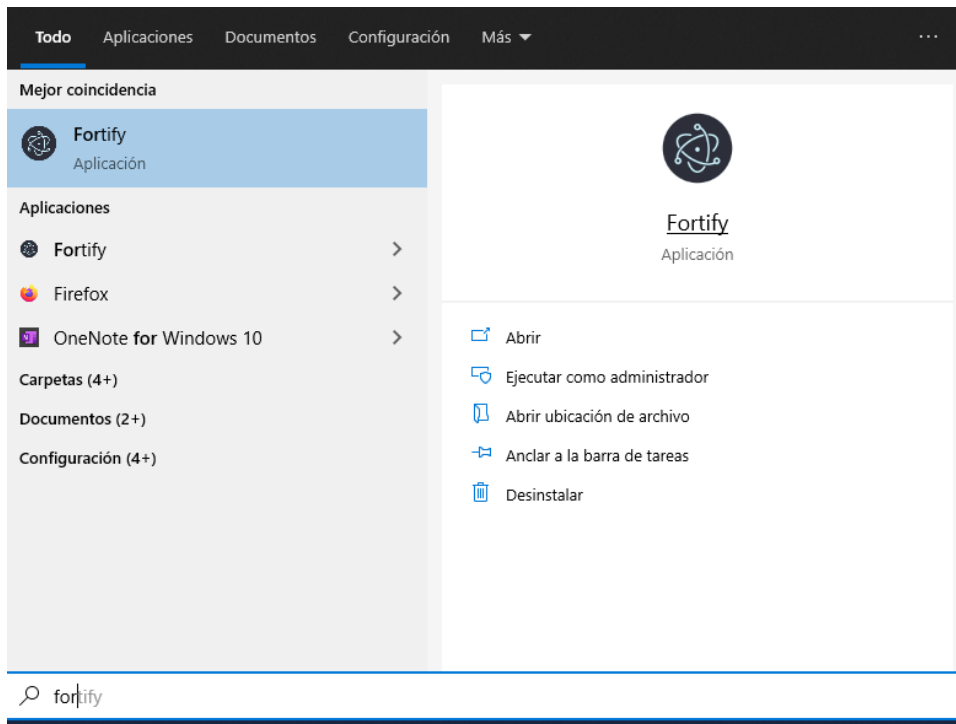 Todo Aplicaciones Documentos Configuración Más ...
Mejor coincidencia
Fortify
Aplicación
Aplicaciones
Fortify
Firefox
OneNote for Windows 10
Carpetas (4+)
Documentos (2+)
Configuración (4+)
Fortify
Aplicación
Abrir
Ejecutar como administrador
Abrir ubicación de archivo
Anclar a la barra de tareas
Desinstalar
fortify